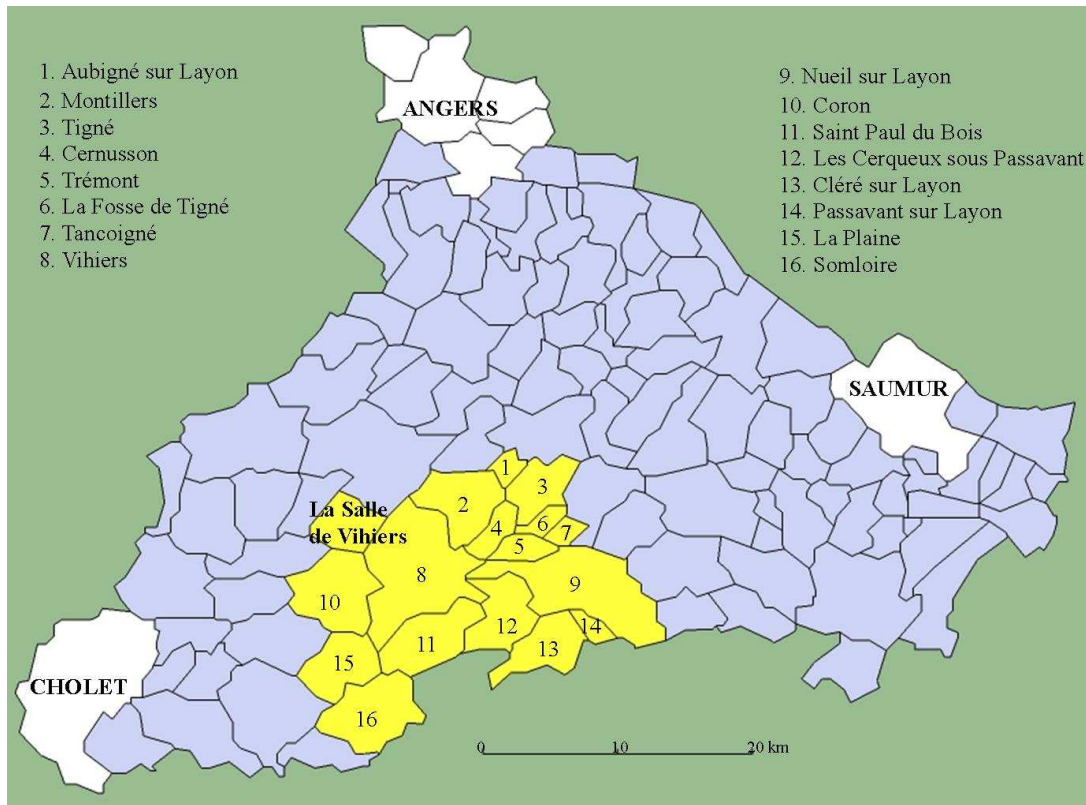 1. Aubigné sur Layon
2. Montillers
3. Tigné
4. Cernusson
5. Trémont
6. La Fosse de Tigné
7. Tancoigné
8. Vihiers
9. Nueil sur Layon
10. Coron
11. Saint Paul du Bois
12. Les Cerqueux sous Passavant
13. Cléré sur Layon
14. Passavant sur Layon
15. La Plaine
16. Somloire
ANGERS
SAUMUR
1
2
3
La Salle
de Vihiers
4
6
7
5
8
9
10
12
14
11
13
15
CHOLET
16
0 10 20 km